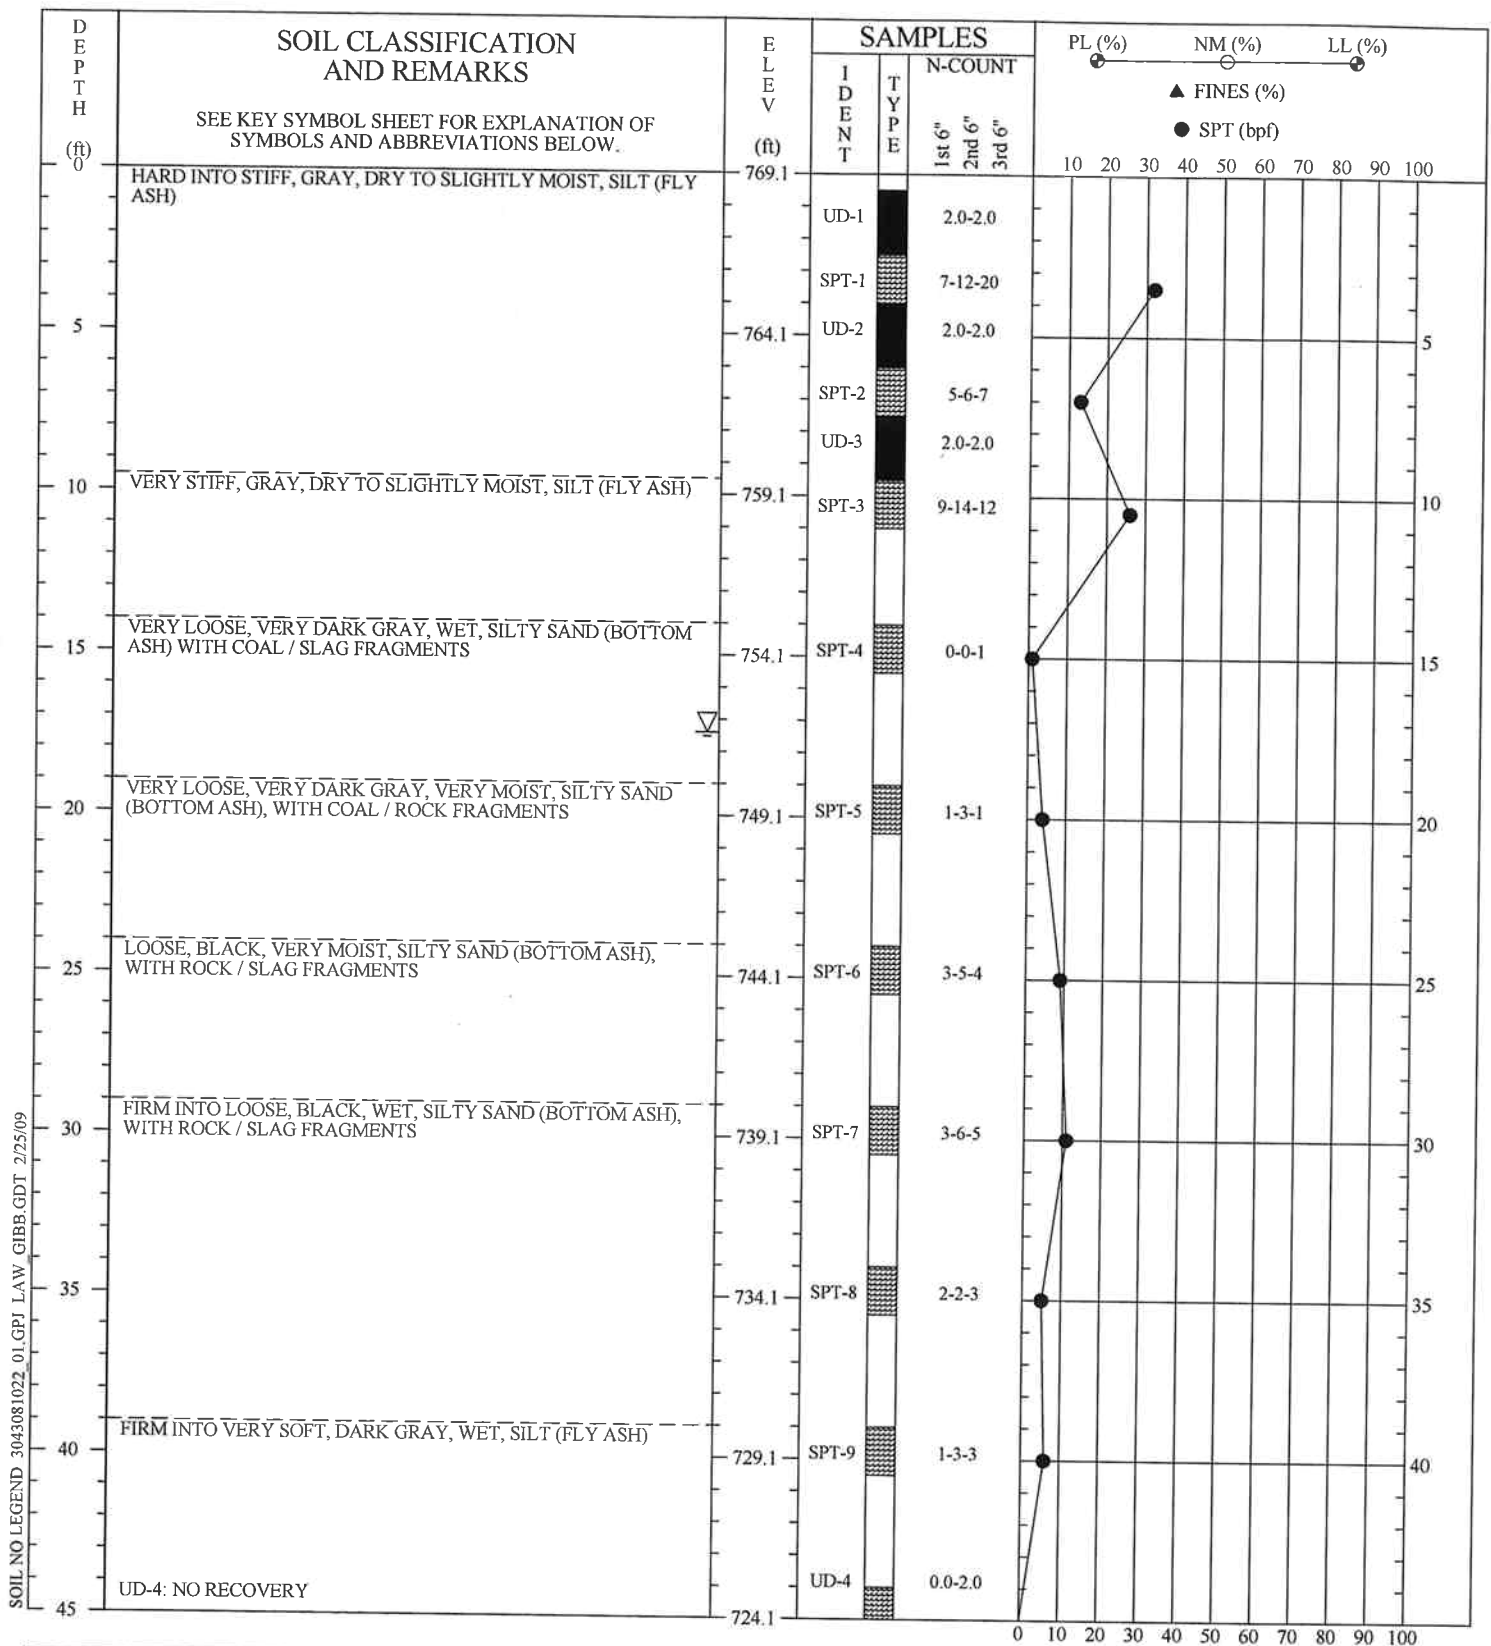 DEPTH (ft)
SOIL CLASSIFICATION
AND REMARKS
SEE KEY SYMBOL SHEET FOR EXPLANATION OF
SYMBOLS AND ABBREVIATIONS BELOW.
ELEV (ft)
SAMPLES
IDENT
TYPE
N-COUNT
1st 6"
2nd 6"
3rd 6"
PL (%) NM (%) LL (%)
▲ FINES (%)
● SPT (bpf)
10 20 30 40 50 60 70 80 90 100
0
HARD INTO STIFF, GRAY, DRY TO SLIGHTLY MOIST, SILT (FLY
ASH)
769.1
UD-1 2.0-2.0
SPT-1 7-12-20
5 764.1 UD-2 2.0-2.0 5
SPT-2 5-6-7
UD-3 2.0-2.0
10 VERY STIFF, GRAY, DRY TO SLIGHTLY MOIST, SILT (FLY ASH) 759.1 SPT-3 9-14-12 10
VERY LOOSE, VERY DARK GRAY, WET, SILTY SAND (BOTTOM
15 ASH) WITH COAL / SLAG FRAGMENTS 754.1 SPT-4 0-0-1 15
VERY LOOSE, VERY DARK GRAY, VERY MOIST, SILTY SAND
20 (BOTTOM ASH), WITH COAL / ROCK FRAGMENTS 749.1 SPT-5 1-3-1 20
LOOSE, BLACK, VERY MOIST, SILTY SAND (BOTTOM ASH),
25 WITH ROCK / SLAG FRAGMENTS 744.1 SPT-6 3-5-4 25
FIRM INTO LOOSE, BLACK, WET, SILTY SAND (BOTTOM ASH),
30 WITH ROCK / SLAG FRAGMENTS 739.1 SPT-7 3-6-5 30
35 734.1 SPT-8 2-2-3 35
FIRM INTO VERY SOFT, DARK GRAY, WET, SILT (FLY ASH)
40 729.1 SPT-9 1-3-3 40
UD-4: NO RECOVERY UD-4 0.0-2.0
45 724.1
0 10 20 30 40 50 60 70 80 90 100
SOIL NO LEGEND 3043081022_01.GPJ LAW_GIBB.GDT 2/25/09